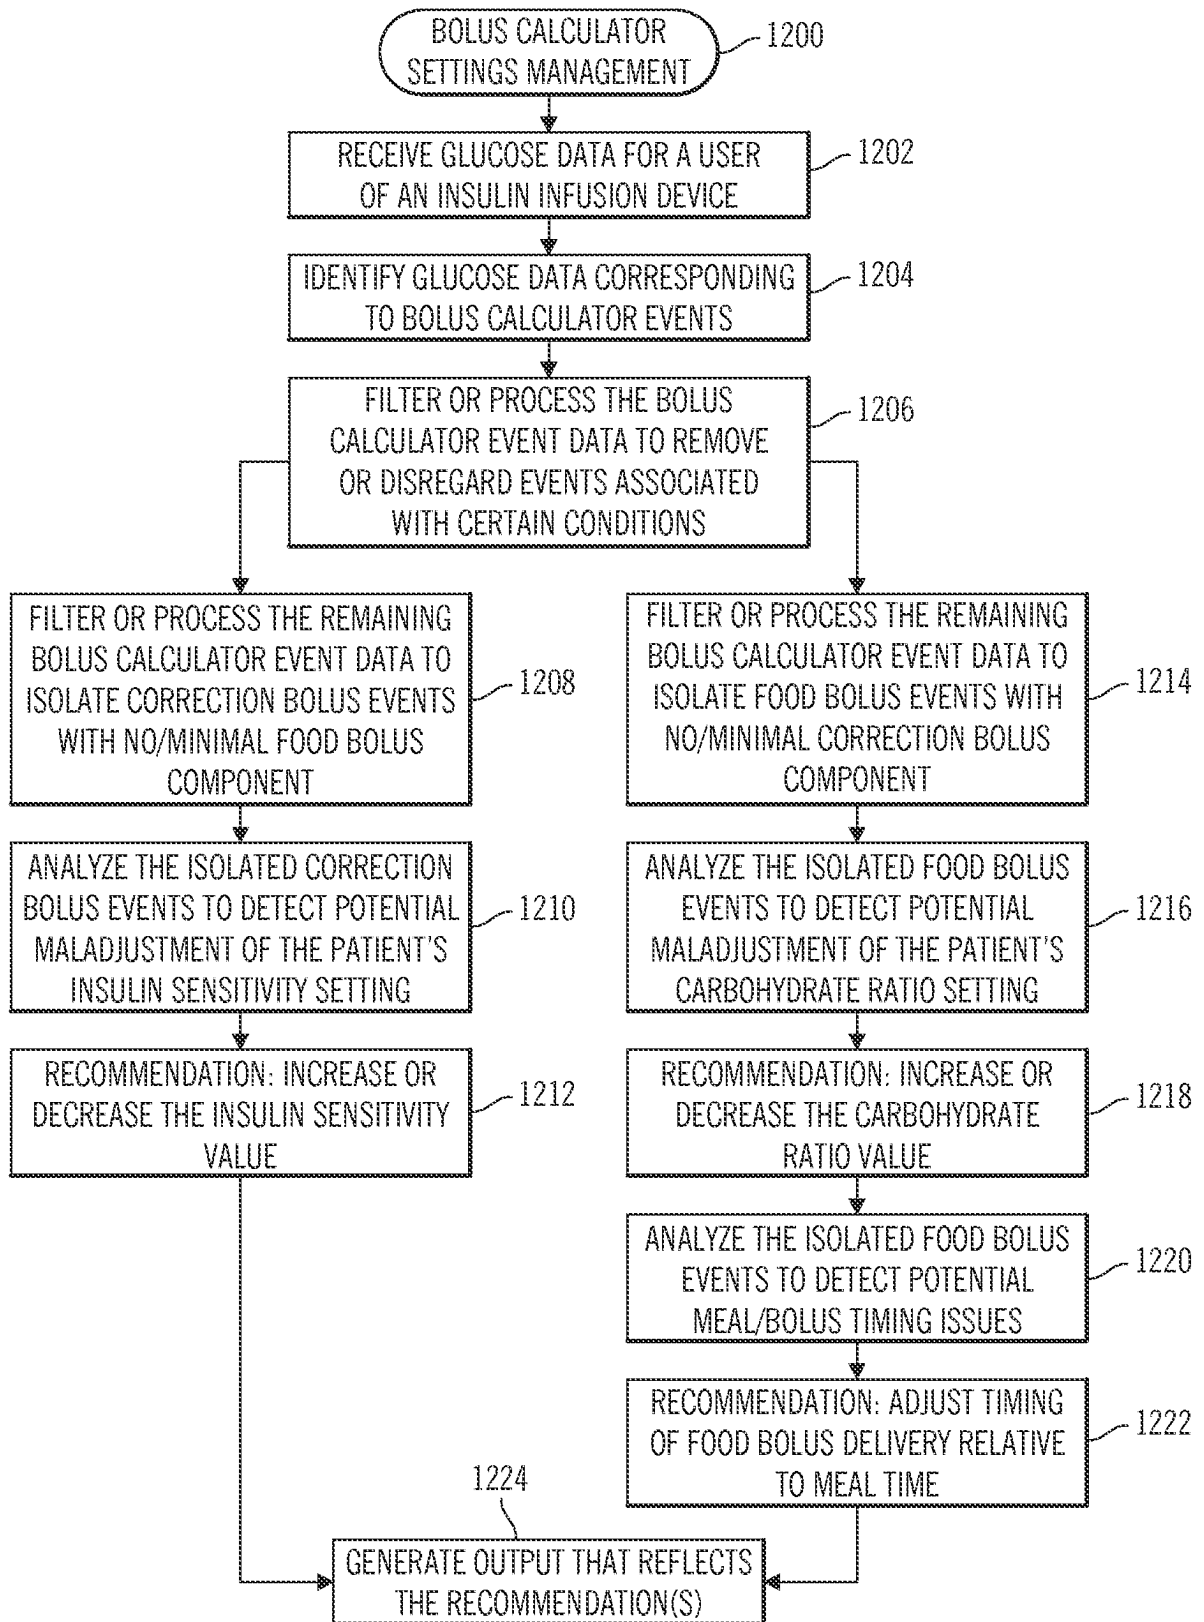 BOLUS CALCULATOR
SETTINGS MANAGEMENT
1200
RECEIVE GLUCOSE DATA FOR A USER
OF AN INSULIN INFUSION DEVICE
1202
IDENTIFY GLUCOSE DATA CORRESPONDING
TO BOLUS CALCULATOR EVENTS
1204
FILTER OR PROCESS THE BOLUS
CALCULATOR EVENT DATA TO REMOVE
OR DISREGARD EVENTS ASSOCIATED
WITH CERTAIN CONDITIONS
1206
FILTER OR PROCESS THE REMAINING
BOLUS CALCULATOR EVENT DATA TO
ISOLATE CORRECTION BOLUS EVENTS
WITH NO/MINIMAL FOOD BOLUS
COMPONENT
1208
ANALYZE THE ISOLATED CORRECTION
BOLUS EVENTS TO DETECT POTENTIAL
MALADJUSTMENT OF THE PATIENT'S
INSULIN SENSITIVITY SETTING
1210
RECOMMENDATION: INCREASE OR
DECREASE THE INSULIN SENSITIVITY
VALUE
1212
FILTER OR PROCESS THE REMAINING
BOLUS CALCULATOR EVENT DATA TO
ISOLATE FOOD BOLUS EVENTS WITH
NO/MINIMAL CORRECTION BOLUS
COMPONENT
1214
ANALYZE THE ISOLATED FOOD BOLUS
EVENTS TO DETECT POTENTIAL
MALADJUSTMENT OF THE PATIENT'S
CARBOHYDRATE RATIO SETTING
1216
RECOMMENDATION: INCREASE OR
DECREASE THE CARBOHYDRATE
RATIO VALUE
1218
ANALYZE THE ISOLATED FOOD BOLUS
EVENTS TO DETECT POTENTIAL
MEAL/BOLUS TIMING ISSUES
1220
RECOMMENDATION: ADJUST TIMING
OF FOOD BOLUS DELIVERY RELATIVE
TO MEAL TIME
1222
1224
GENERATE OUTPUT THAT REFLECTS
THE RECOMMENDATION(S)